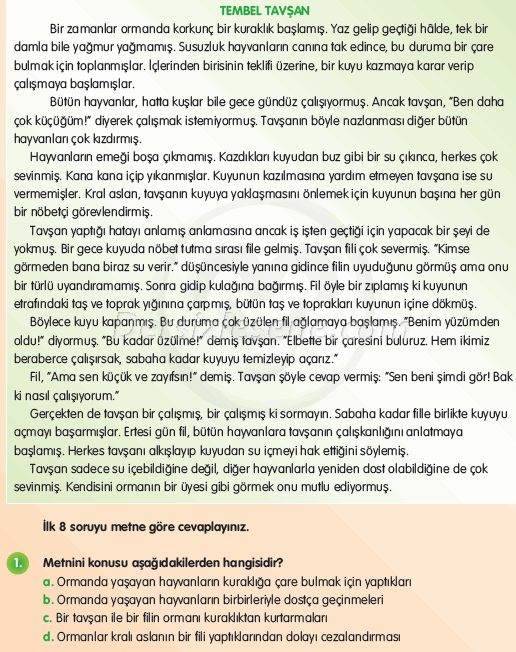 TEMBEL TAVŞAN
Bir zamanlar ormanda korkunç bir kuraklık başlamış. Yaz gelip geçtiği hâlde, tek bir
damla bile yağmur yağmamış. Susuzluk hayvanların canına tak edince, bu duruma bir çare
bulmak için toplanmışlar. İçlerinden birisinin teklifi üzerine, bir kuyu kazmaya karar verip
çalışmaya başlamışlar.
Bütün hayvanlar, hatta kuşlar bile gece gündüz çalışıyormuş. Ancak tavşan, "Ben daha
çok küçüğüm!" diyerek çalışmak istemiyormuş. Tavşanın böyle nazlanması diğer bütün
hayvanları çok kızdırmış.
Hayvanların emeği boşa çıkmamış. Kazdıkları kuyudan buz gibi bir su çıkınca, herkes çok
sevinmiş. Kana kana içip yıkanmışlar. Kuyunun kazılmasına yardım etmeyen tavşana ise su
vermemişler. Kral aslan, tavşanın kuyuya yaklaşmasını önlemek için kuyunun başına her gün
bir nöbetçi görevlendirmiş.
Tavşan yaptığı hatayı anlamış anlamasına ancak iş işten geçtiği için yapacak bir şeyi de
yokmuş. Bir gece kuyuda nöbet tutma sırası file gelmiş. Tavşan fili çok severmiş. "Kimse
görmeden bana biraz su verir." düşüncesiyle yanına gidince filin uyuduğunu görmüş ama onu
bir türlü uyandıramamış. Sonra gidip kulağına bağırmış. Fil öyle bir zıplamış ki kuyunun
etrafındaki taş ve toprak yığınına çarpmış, bütün taş ve toprakları kuyunun içine dökmüş.
Böylece kuyu kapanmış. Bu duruma çok üzülen fil ağlamaya başlamış. "Benim yüzümden
oldu!" diyormuş. "Bu kadar üzülme!" demiş tavşan. "Elbette bir çaresini buluruz. Hem ikimiz
beraberce çalışırsak, sabaha kadar kuyuyu temizleyip açarız."
Fil, "Ama sen küçük ve zayıfsın!" demiş. Tavşan şöyle cevap vermiş: "Sen beni şimdi gör! Bak
ki nasıl çalışıyorum."
Gerçekten de tavşan bir çalışmış, bir çalışmış ki sormayın. Sabaha kadar fille birlikte kuyuyu
açmayı başarmışlar. Ertesi gün fil, bütün hayvanlara tavşanın çalışkanlığını anlatmaya
başlamış. Herkes tavşanı alkışlayıp kuyudan su içmeyi hak ettiğini söylemiş.
Tavşan sadece su içebildiğine değil, diğer hayvanlarla yeniden dost olabildiğine de çok
sevinmiş. Kendisini ormanın bir üyesi gibi görmek onu mutlu ediyormuş.
İlk 8 soruyu metne göre cevaplayınız.
1. Metnini konusu aşağıdakilerden hangisidir?
a. Ormanda yaşayan hayvanların kuraklığa çare bulmak için yaptıkları
b. Ormanda yaşayan hayvanların birbirleriyle dostça geçinmeleri
c. Bir tavşan ile bir filin ormanı kuraklıktan kurtarmaları
d. Ormanlar kralı aslanın bir fili yaptıklarından dolayı cezalandırması